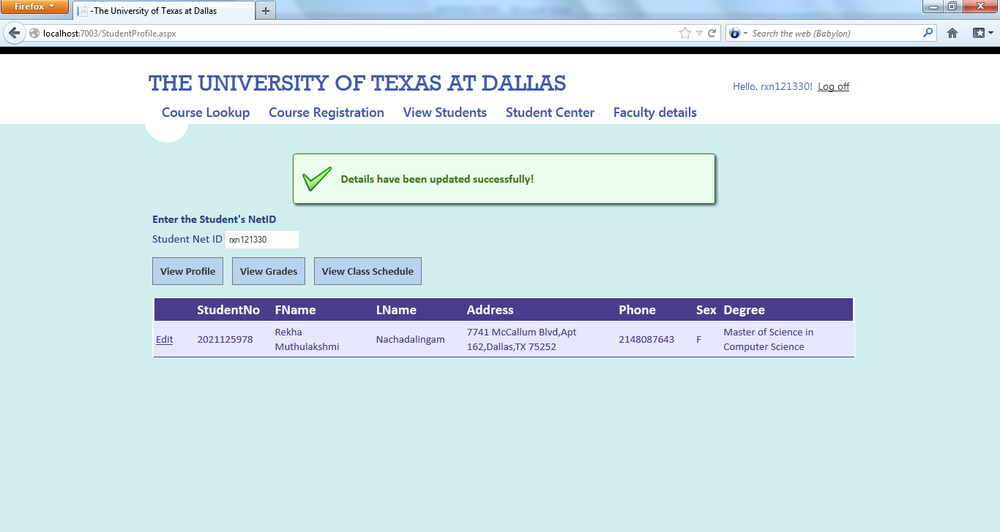 Firefox
-The University of Texas at Dallas
localhost:7003/StudentProfile.aspx
Search the web (Babylon)
THE UNIVERSITY OF TEXAS AT DALLAS
Hello, rxn121330! Log off
Course Lookup Course Registration View Students Student Center Faculty details
Details have been updated successfully!
Enter the Student's NetID
Student Net ID rxn121330
View Profile View Grades View Class Schedule
StudentNo FName LName Address Phone Sex Degree
Edit 2021125978 Rekha Muthulakshmi Nachadalingam 7741 McCallum Blvd,Apt 162,Dallas,TX 75252 2148087643 F Master of Science in Computer Science